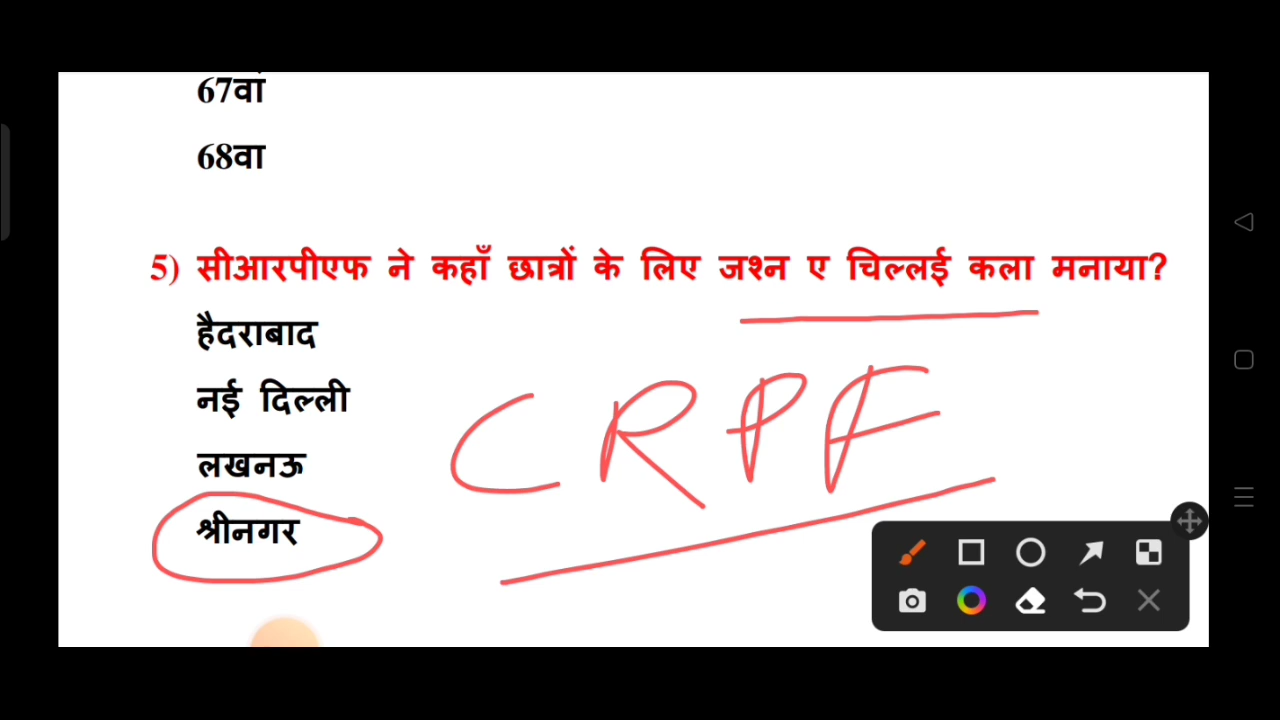 67वां
68वा
5) सीआरपीएफ ने कहाँ छात्रों के लिए जश्न ए चिल्लई कला मनाया?
हैदराबाद
नई दिल्ली
लखनऊ
श्रीनगर
CRPF